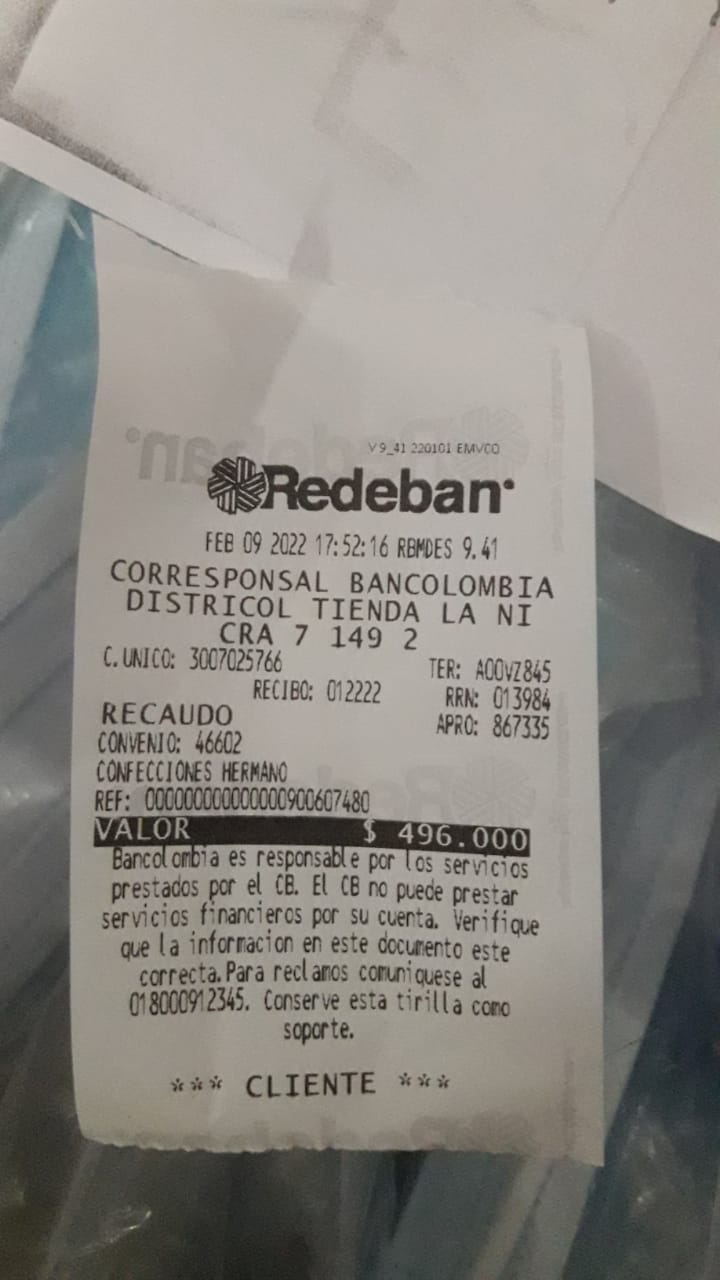 V 9_41 220101 EMVCO
Redeban
FEB 09 2022 17:52:16 RBMDES 9.41
CORRESPONSAL BANCOLOMBIA
DISTRICOL TIENDA LA NI
CRA 7 149 2
C. UNICO: 3007025766 TER: AOOVZ845
RECIBO: 012222 RRN: 013984
RECAUDO APRO: 867335
CONVENIO: 46602
CONFECCIONES HERMANO
REF: 000000000000000900607480
VALOR $ 496.000
Bancolombia es responsable por los servicios
prestados por el CB. El CB no puede prestar
servicios financieros por su cuenta. Verifique
que la informacion en este documento este
correcta. Para reclamos comuniquese al
018000912345. Conserve esta tirilla como
soporte.
*** CLIENTE ***